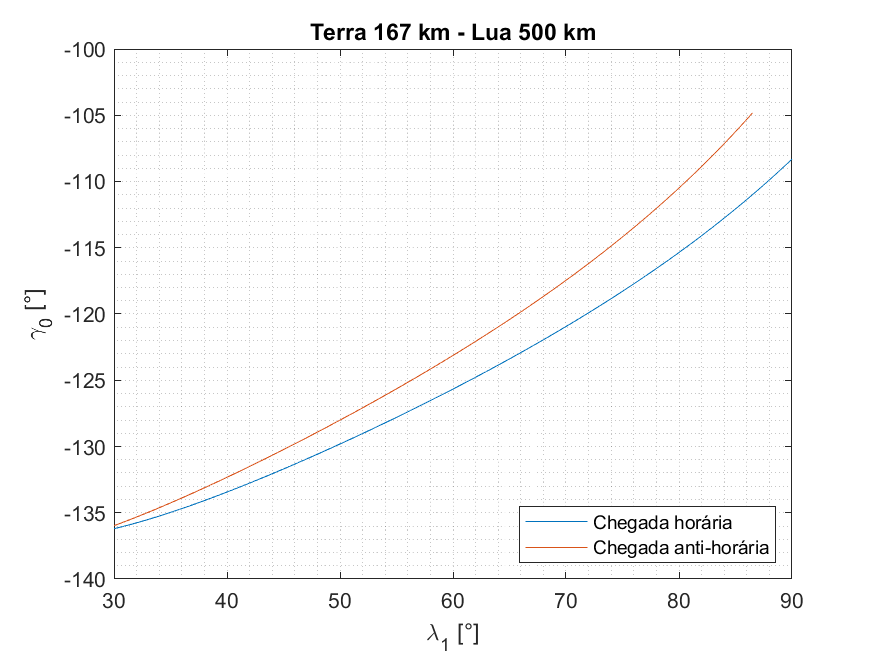 Terra 167 km - Lua 500 km
-100
-105
-110
-115
-120
-125
-130
-135
-140
γ0 [°]
30 40 50 60 70 80 90
λ1 [°]
Chegada horária
Chegada anti-horária